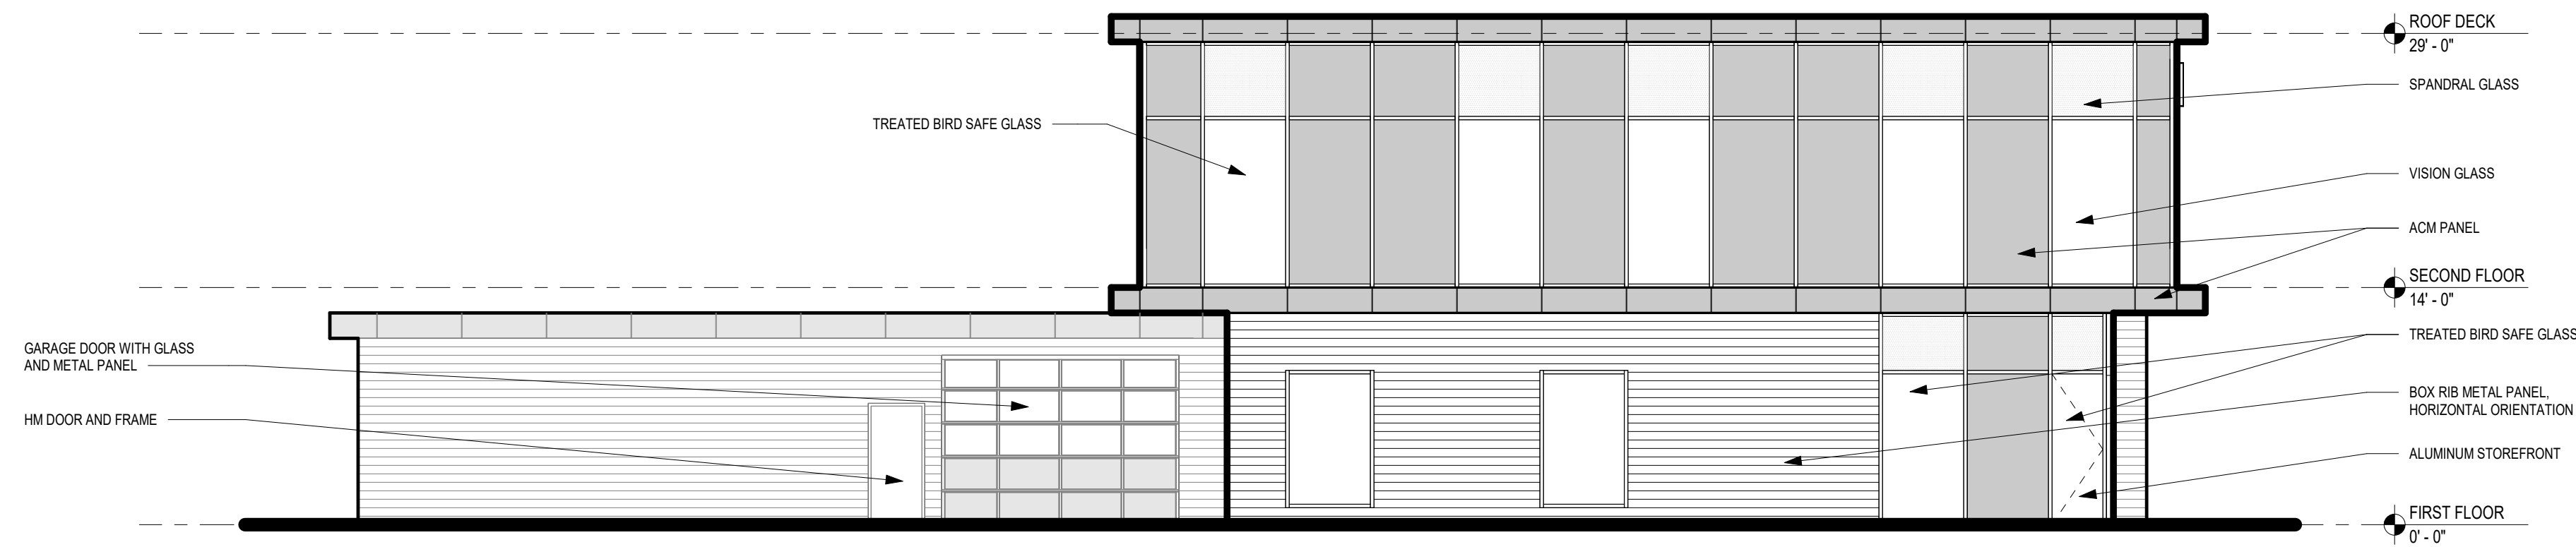 ROOF DECK
29' - 0"
SPANDRAL GLASS
TREATED BIRD SAFE GLASS
VISION GLASS
ACM PANEL
SECOND FLOOR
14' - 0"
TREATED BIRD SAFE GLASS
GARAGE DOOR WITH GLASS
AND METAL PANEL
BOX RIB METAL PANEL,
HORIZONTAL ORIENTATION
HM DOOR AND FRAME
ALUMINUM STOREFRONT
FIRST FLOOR
0' - 0"